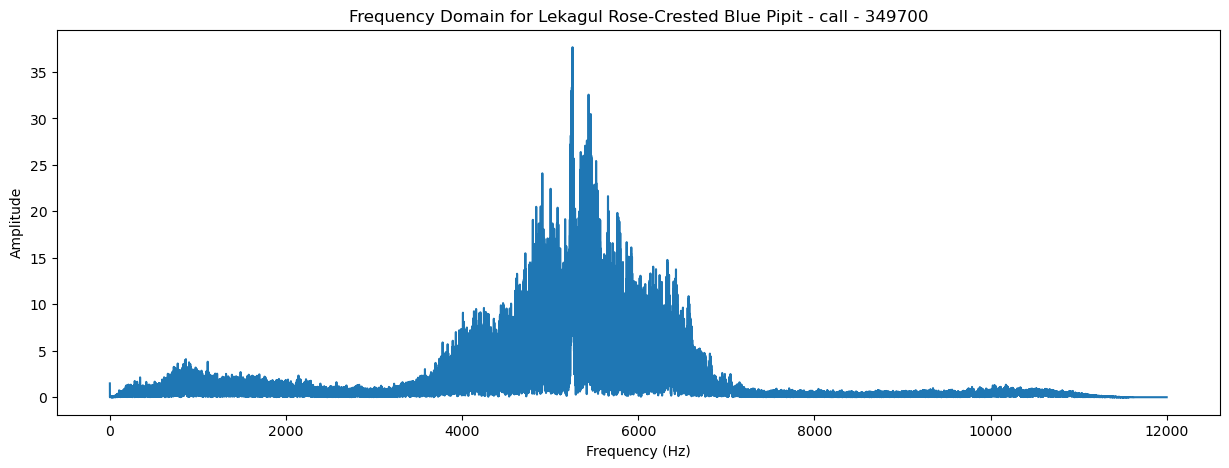 Frequency Domain for Lekagul Rose-Crested Blue Pipit - call - 349700
Amplitude
35
30
25
20
15
10
5
0
0 2000 4000 6000 8000 10000 12000
Frequency (Hz)